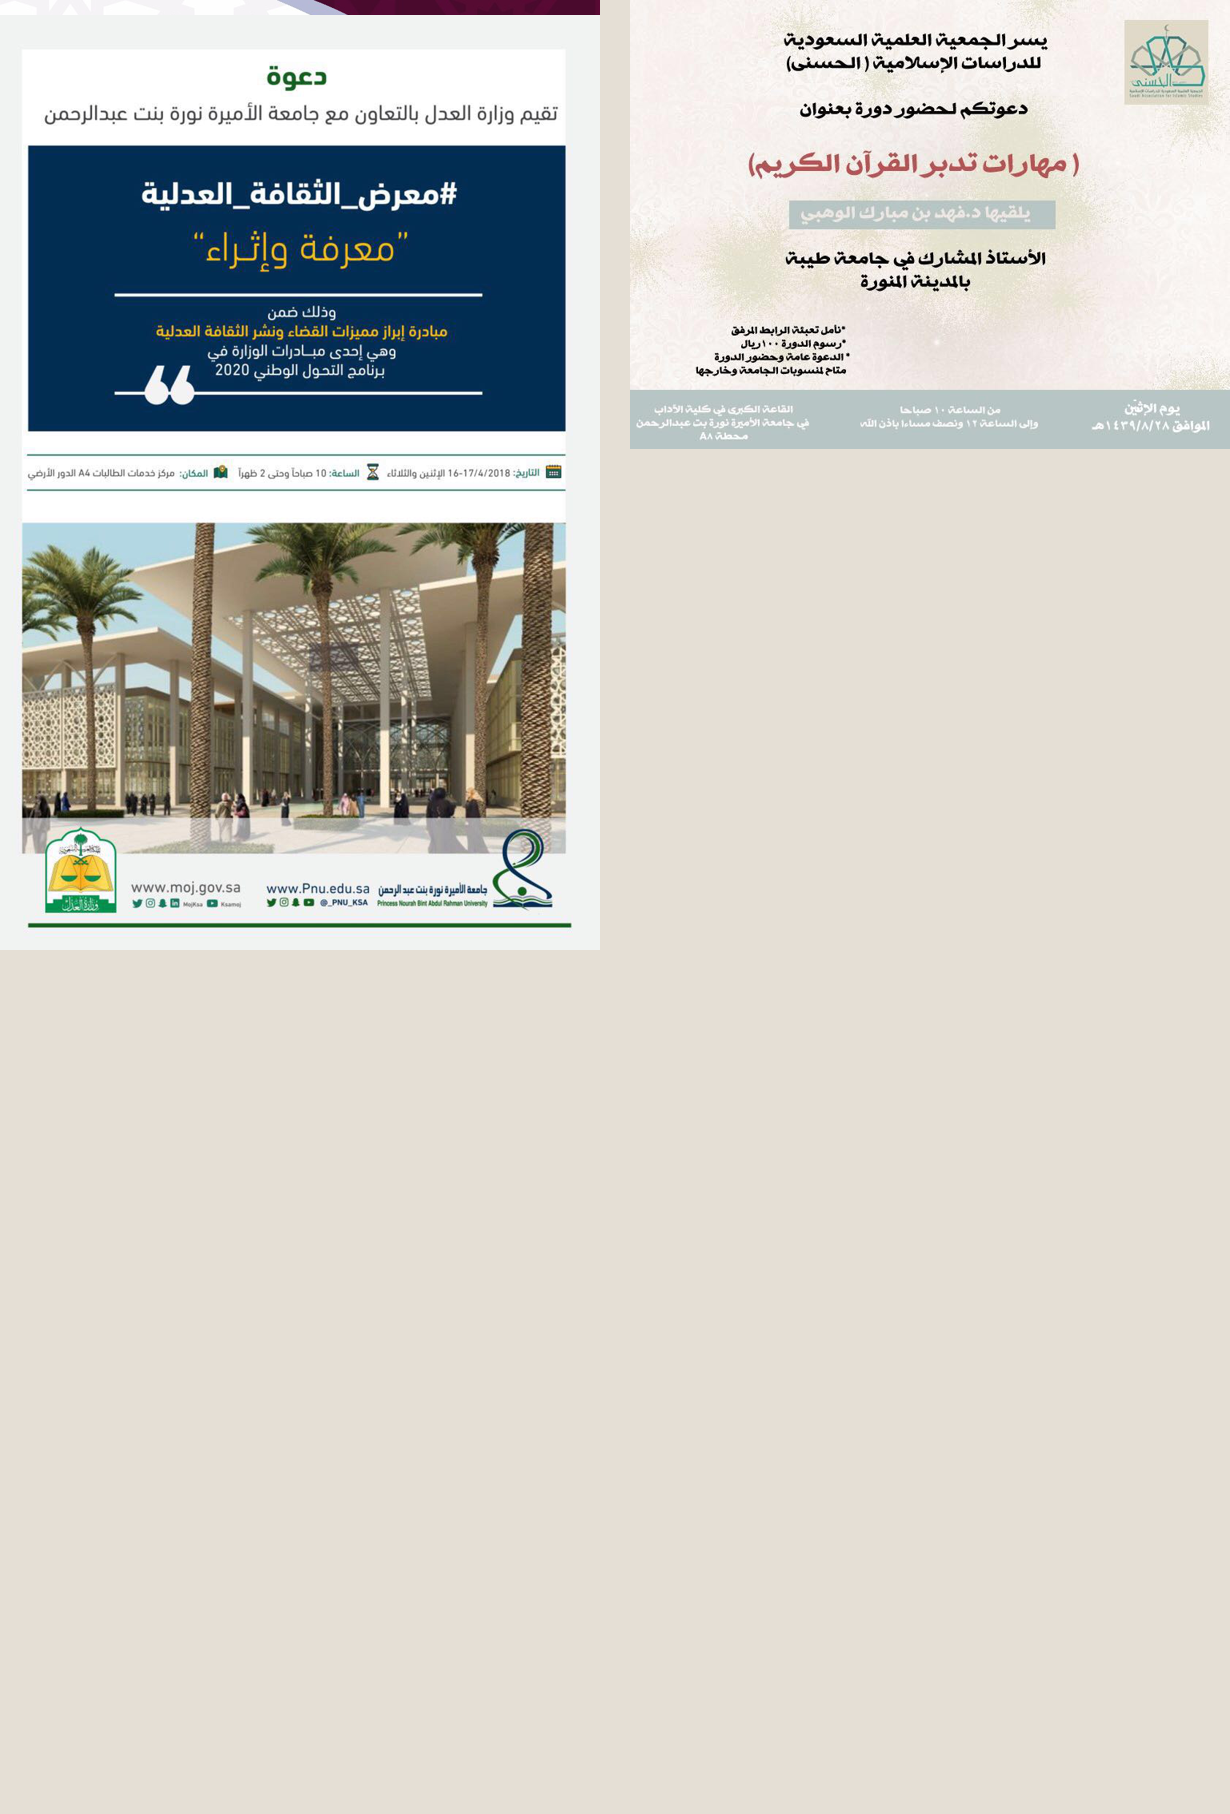 دعوة
تقيم وزارة العدل بالتعاون مع جامعة الأميرة نورة بنت عبدالرحمن
#معرض_الثقافة_العدلية
”معرفة وإثـراء“
وذلك ضمن
مبادرة إبراز مميزات القضاء ونشر الثقافة العدلية
وهي إحدى مبـادرات الوزارة في
برنامج التحول الوطني 2020
التاريخ: 16-17/4/2018 الإثنين والثلاثاء الساعة: 10 صباحاً وحتى 2 ظهراً المكان: مركز خدمات الطالبات A4 الدور الأرضي
وزارة العدل
www.moj.gov.sa
MojKsa Ksamoj
www.Pnu.edu.sa
@_PNU_KSA
جامعة الأميرة نورة بنت عبد الرحمن
Princess Nourah Bint Abdul Rahman University
يسر الجمعية العلمية السعودية
للدراسات الإسلامية ( الحسنى)
دعوتكم لحضور دورة بعنوان
( مهارات تدبر القرآن الكريم)
يلقيها د.فهد بن مبارك الوهبي
الأستاذ المشارك في جامعة طيبة
بالمدينة المنورة
*نأمل تعبئة الرابط المرفق
*رسوم الدورة ١٠٠ريال
* الدعوة عامة وحضور الدورة
متاح لمنسوبات الجامعة وخارجها
يوم الإثنين
الموافق ١٤٣٩/٨/٢٨هـ
من الساعة ١٠ صباحا
وإلى الساعة ١٢ ونصف مساءا باذن الله
القاعة الكبرى في كلية الآداب
في جامعة الأميرة نورة بت عبدالرحمن
محطة A٨
الحسنى